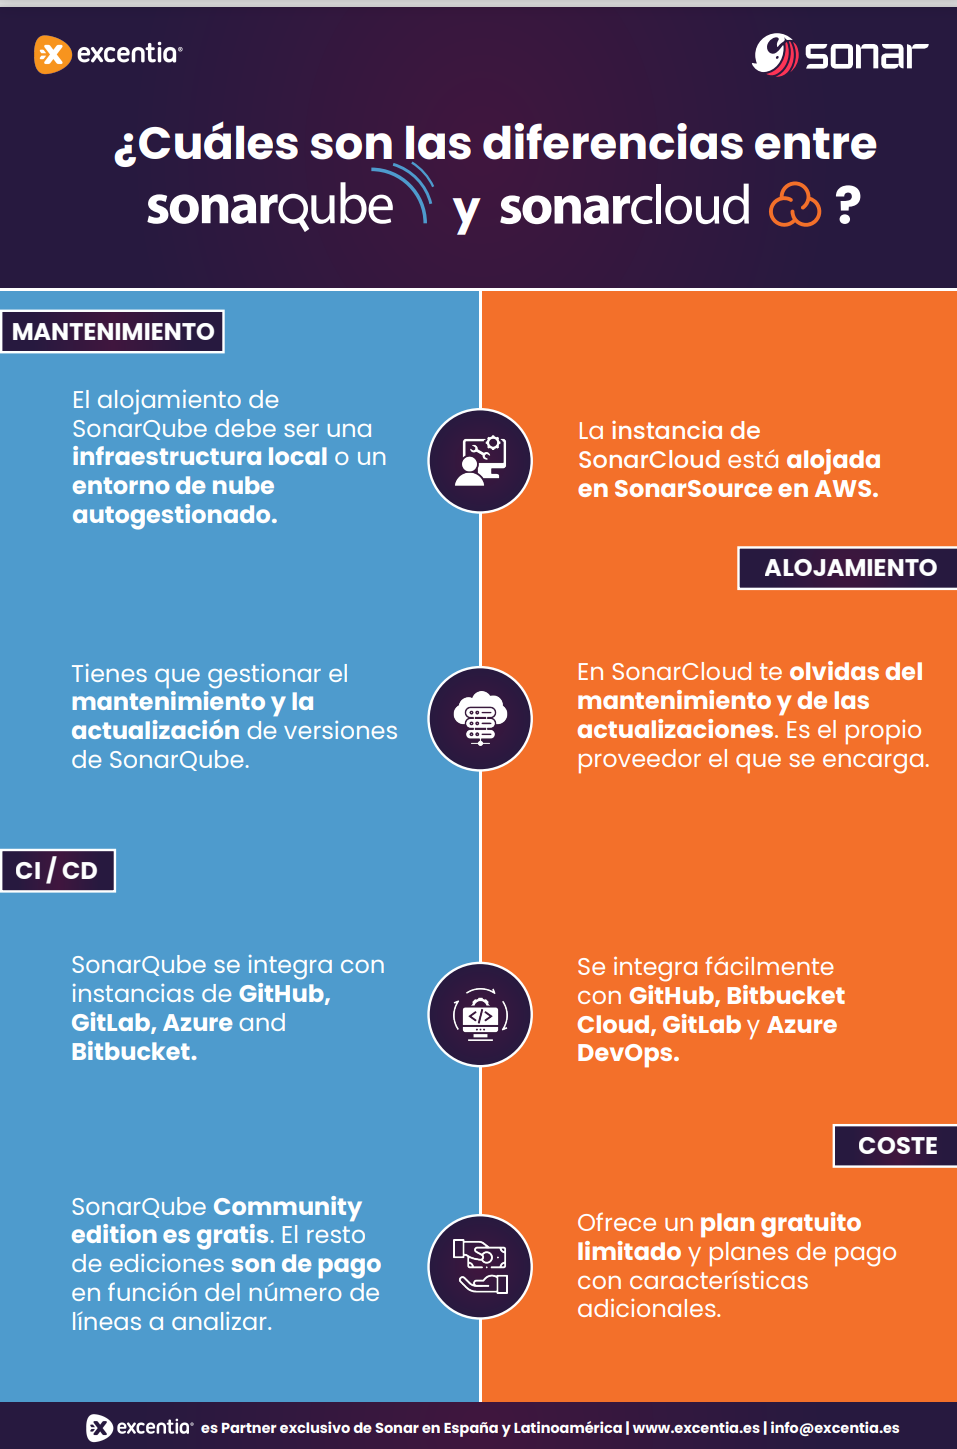 excentia®
sonar
¿Cuáles son las diferencias entre
sonarqube y sonarcloud ?
MANTENIMIENTO
El alojamiento de
SonarQube debe ser una
infraestructura local o un
entorno de nube
autogestionado.
La instancia de
SonarCloud está alojada
en SonarSource en AWS.
ALOJAMIENTO
Tienes que gestionar el
mantenimiento y la
actualización de versiones
de SonarQube.
En SonarCloud te olvidas del
mantenimiento y de las
actualizaciones. Es el propio
proveedor el que se encarga.
CI / CD
SonarQube se integra con
instancias de GitHub,
GitLab, Azure and
Bitbucket.
Se integra fácilmente
con GitHub, Bitbucket
Cloud, GitLab y Azure
DevOps.
COSTE
SonarQube Community
edition es gratis. El resto
de ediciones son de pago
en función del número de
líneas a analizar.
Ofrece un plan gratuito
limitado y planes de pago
con características
adicionales.
excentia® es Partner exclusivo de Sonar en España y Latinoamérica | www.excentia.es | info@excentia.es